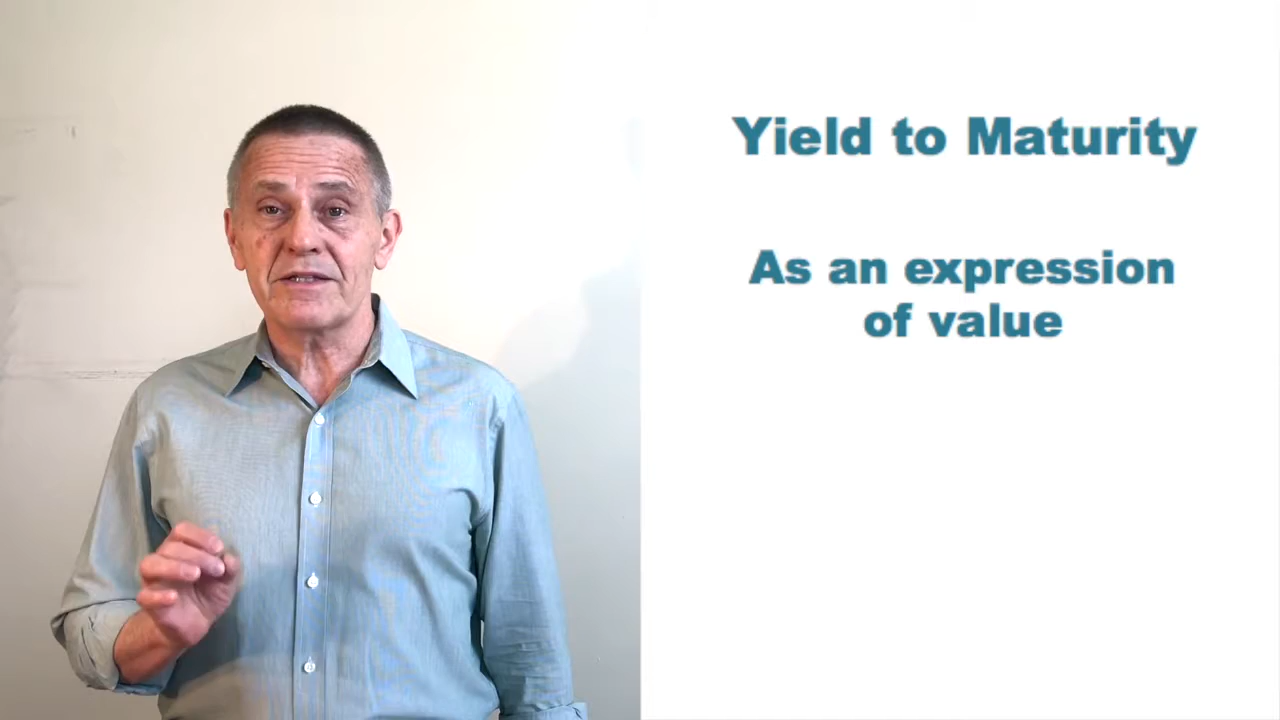 Yield to Maturity
As an expression
of value